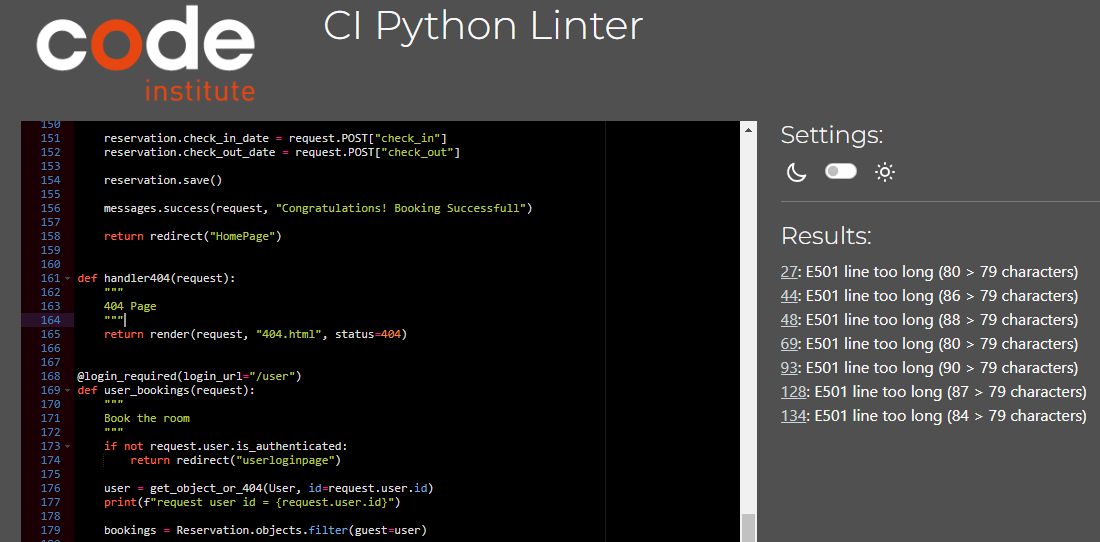 code
institute
CI Python Linter
150
151 reservation.check_in_date = request.POST["check_in"]
152 reservation.check_out_date = request.POST["check_out"]
153
154 reservation.save()
155
156 messages.success(request, "Congratulations! Booking Successfull")
157
158 return redirect("HomePage")
159
160
161 def handler404(request):
162 """
163 404 Page
164 """
165 return render(request, "404.html", status=404)
166
167
168 @login_required(login_url="/user")
169 def user_bookings(request):
170 """
171 Book the room
172 """
173 if not request.user.is_authenticated:
174 return redirect("userloginpage")
175
176 user = get_object_or_404(User, id=request.user.id)
177 print(f"request user id = {request.user.id}")
178
179 bookings = Reservation.objects.filter(guest=user)
Settings:
Results:
27: E501 line too long (80 > 79 characters)
44: E501 line too long (86 > 79 characters)
48: E501 line too long (88 > 79 characters)
69: E501 line too long (80 > 79 characters)
93: E501 line too long (90 > 79 characters)
128: E501 line too long (87 > 79 characters)
134: E501 line too long (84 > 79 characters)